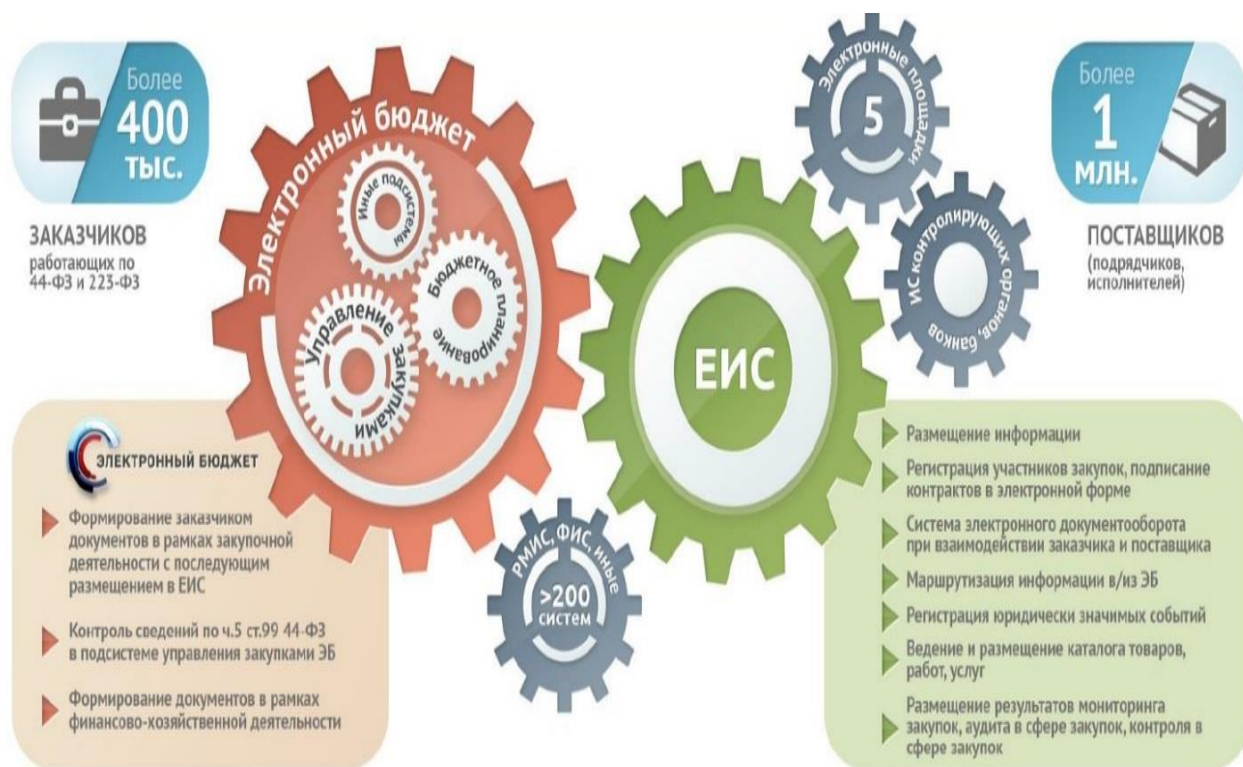 Более
400
тыс.
ЗАКАЗЧИКОВ
работающих по
44-ФЗ и 223-ФЗ
Электронный бюджет
Иные подсистемы
Бюджетное планирование
Управление закупками
ЕИС
Электронные площадки
5
ИС контролирующих органов, банков
РМИС, ФИС, иные
>200
систем
Более
1
млн.
ПОСТАВЩИКОВ
(подрядчиков,
исполнителей)
ЭЛЕКТРОННЫЙ БЮДЖЕТ
Формирование заказчиком
документов в рамках закупочной
деятельности с последующим
размещением в ЕИС
Контроль сведений по ч.5 ст.99 44-ФЗ
в подсистеме управления закупками ЭБ
Формирование документов в рамках
финансово-хозяйственной деятельности
Размещение информации
Регистрация участников закупок, подписание
контрактов в электронной форме
Система электронного документооборота
при взаимодействии заказчика и поставщика
Маршрутизация информации в/из ЭБ
Регистрация юридически значимых событий
Ведение и размещение каталога товаров,
работ, услуг
Размещение результатов мониторинга
закупок, аудита в сфере закупок, контроля в
сфере закупок